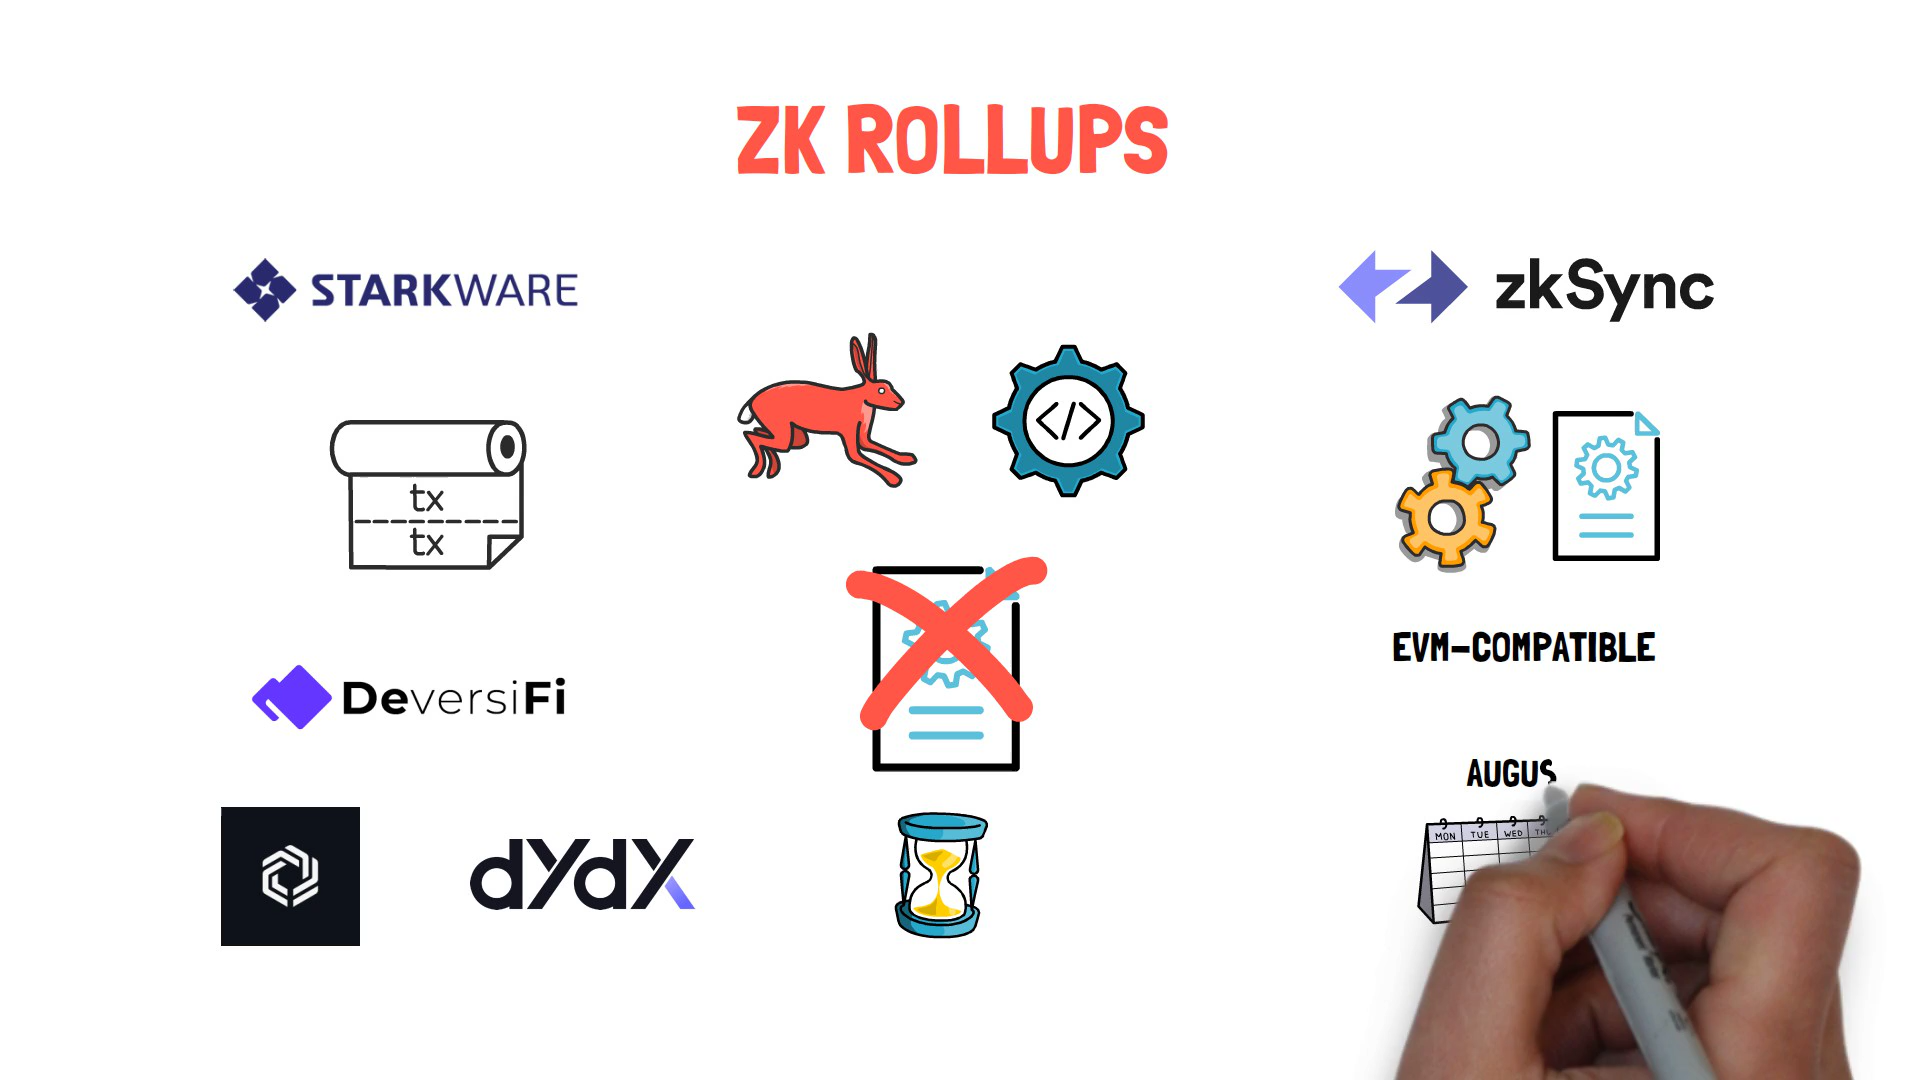 ZK ROLLUPS
STARKWARE
zkSync
</>
tx
tx
EVM-COMPATIBLE
DeversiFi
AUGUS
MON TUE WED
dYdX